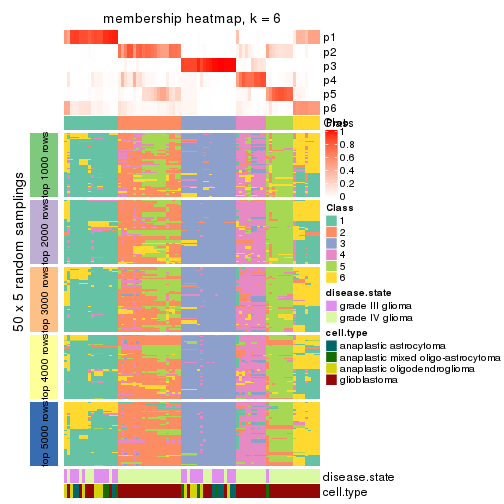 membership heatmap, k = 6
p1
p2
p3
p4
p5
p6
Class
Prob
1
0.8
0.6
0.4
0.2
0
Class
1
2
3
4
5
6
disease.state
grade III glioma
grade IV glioma
cell.type
anaplastic astrocytoma
anaplastic mixed oligo-astrocytoma
anaplastic oligodendroglioma
glioblastoma
50 x 5 random samplings
top 1000 rows
top 2000 rows
top 3000 rows
top 4000 rows
top 5000 rows
disease.state
cell.type